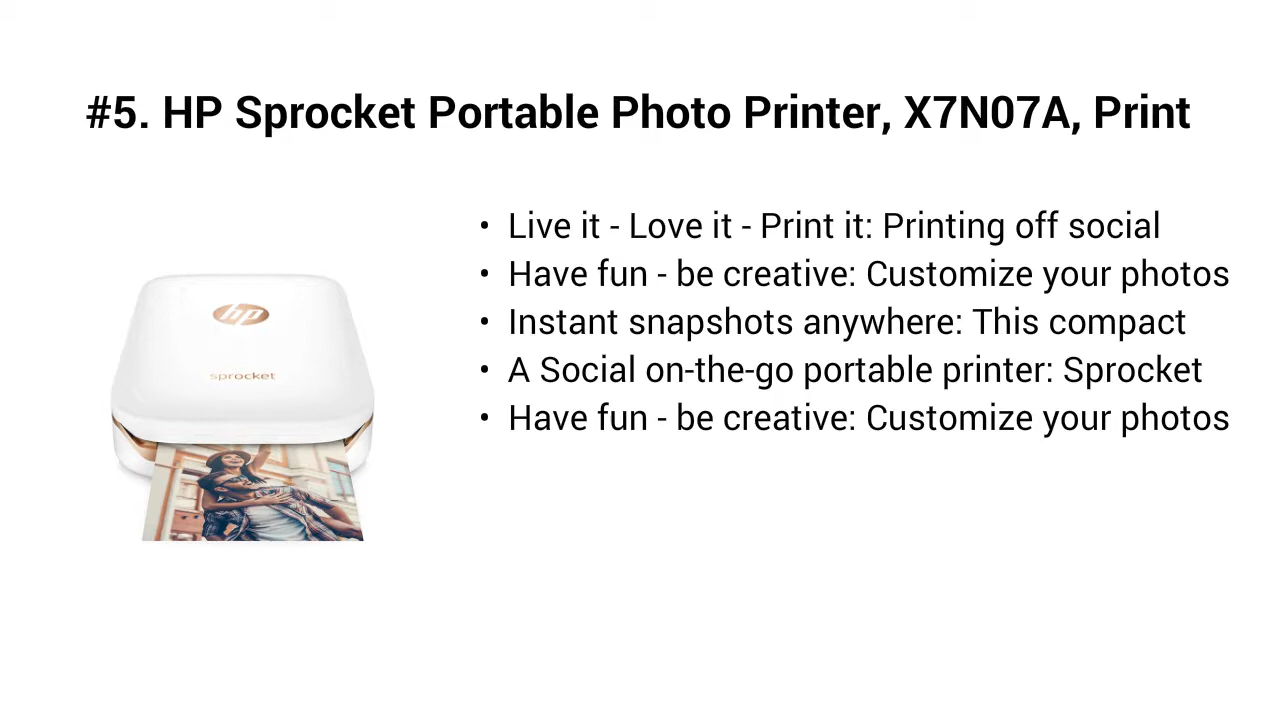 #5. HP Sprocket Portable Photo Printer, X7N07A, Print
• Live it - Love it - Print it: Printing off social
• Have fun - be creative: Customize your photos
• Instant snapshots anywhere: This compact
• A Social on-the-go portable printer: Sprocket
• Have fun - be creative: Customize your photos
hp
sprocket